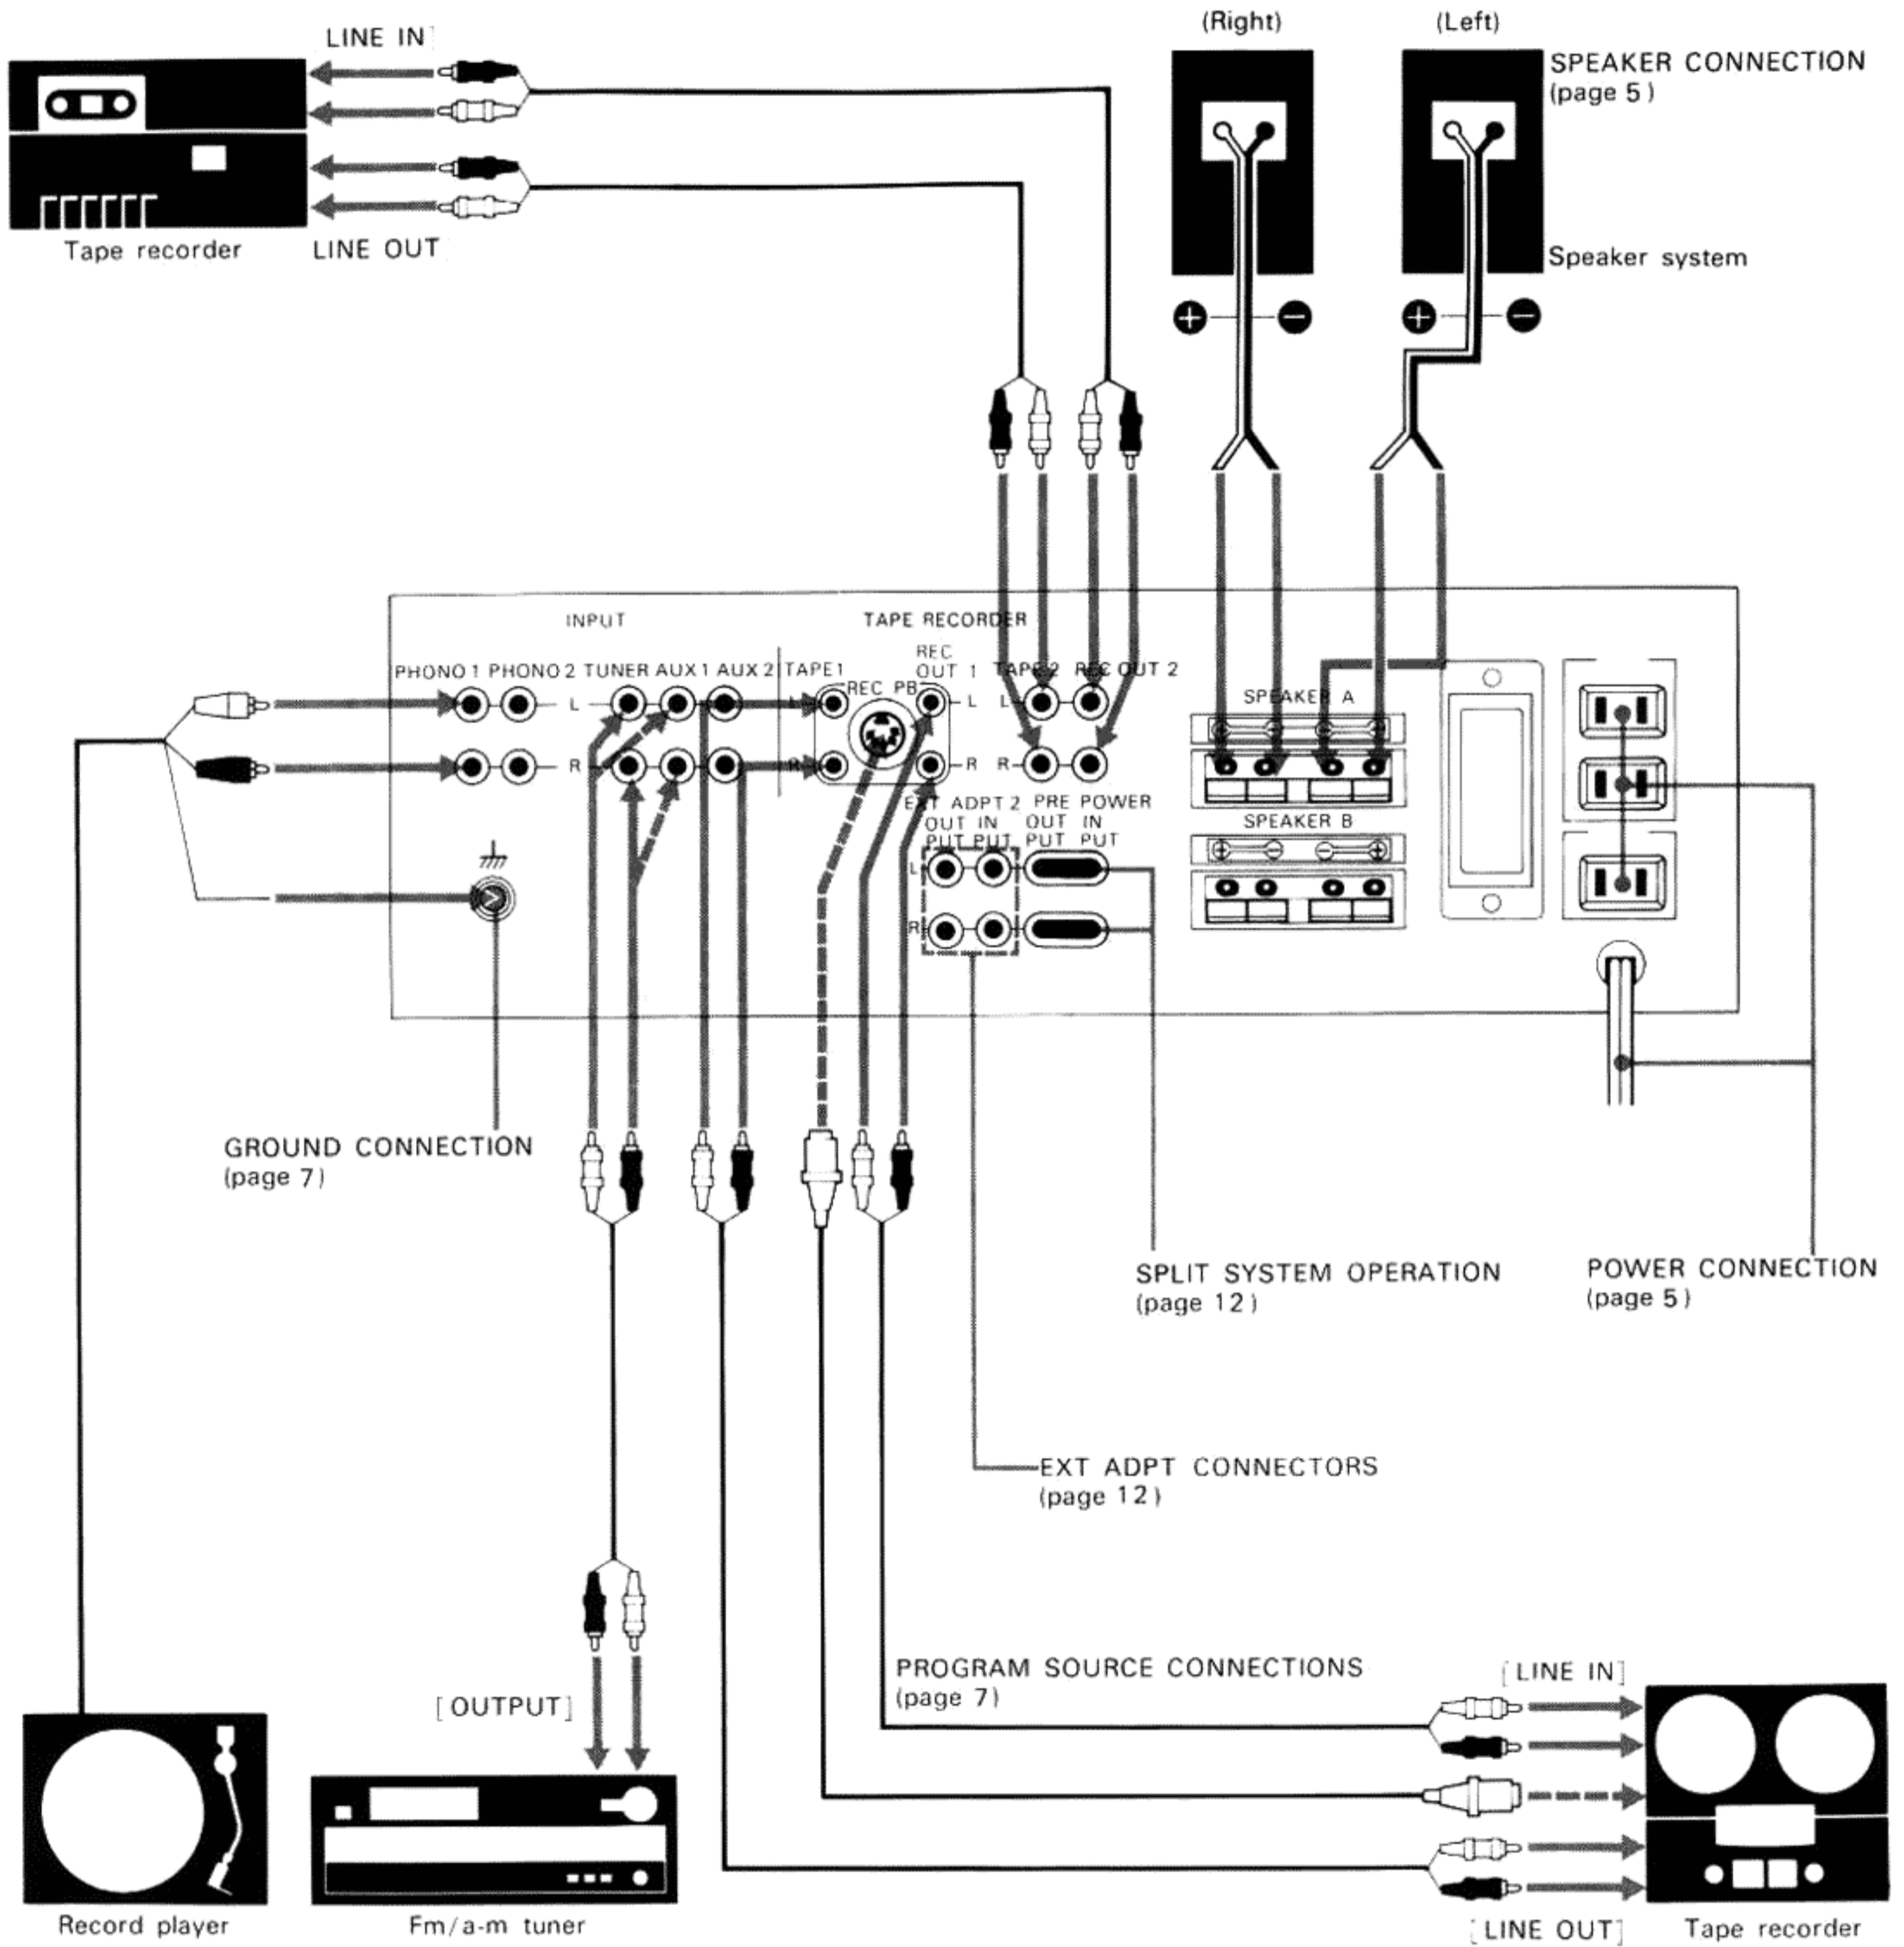 (Right)
(Left)
LINE IN]
SPEAKER CONNECTION
(page 5)
Tape recorder
LINE OUT
Speaker system
+ −
+ −
INPUT
TAPE RECORDER
REC
OUT 1
PHONO 1 PHONO 2 TUNER AUX 1 AUX 2 TAPE 1
TAPE 2 REC OUT 2
REC PB
L
L
L
L
SPEAKER A
R
R
R
R
EXT ADPT 2 PRE POWER
OUT IN OUT IN
PUT PUT PUT PUT
SPEAKER B
L
R
GROUND CONNECTION
(page 7)
SPLIT SYSTEM OPERATION
(page 12)
POWER CONNECTION
(page 5)
EXT ADPT CONNECTORS
(page 12)
PROGRAM SOURCE CONNECTIONS
(page 7)
[LINE IN]
[OUTPUT]
Record player
Fm/a-m tuner
[LINE OUT]
Tape recorder